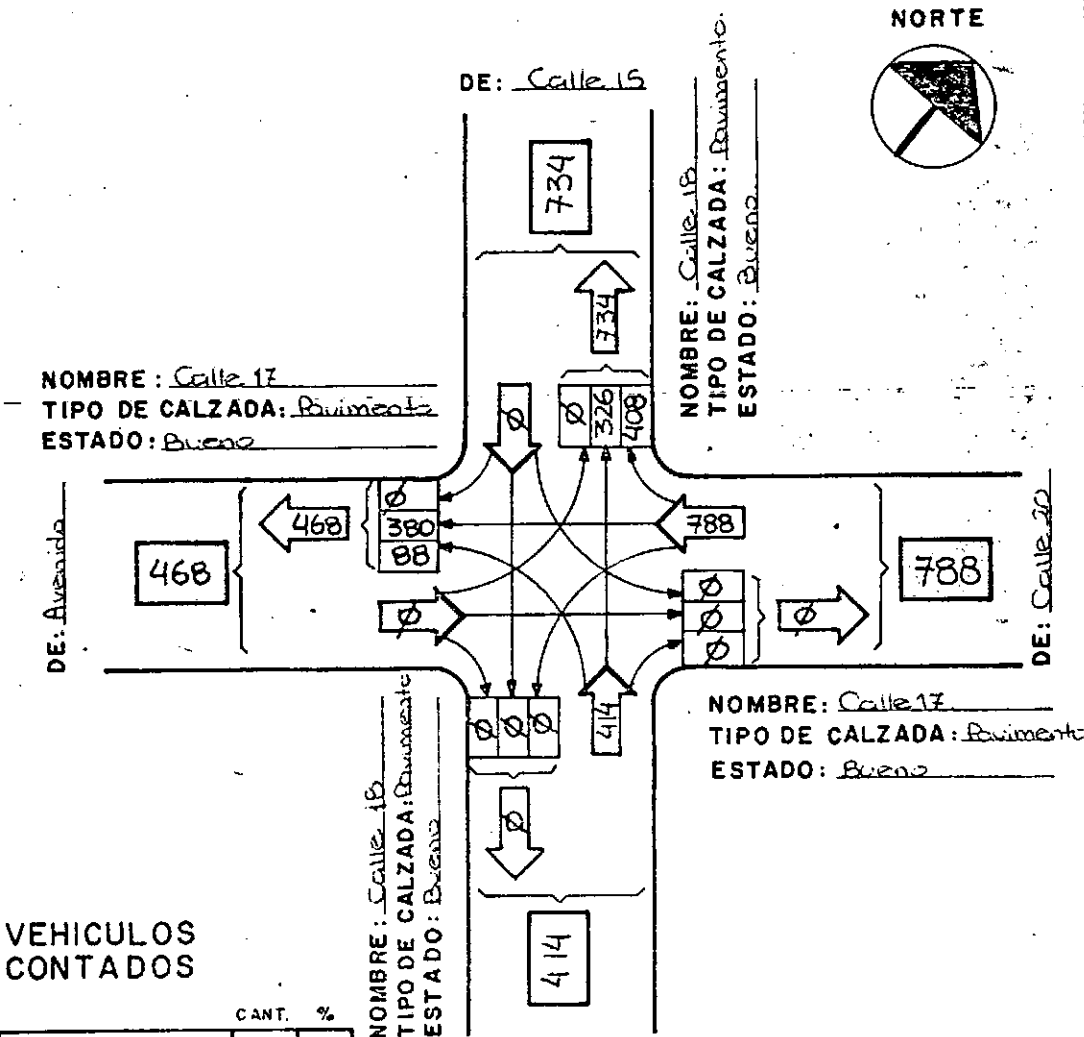 NORTE
DE: Calle 15
734
NOMBRE: Calle 18
TIPO DE CALZADA: Pavimento.
ESTADO: Bueno
734
NOMBRE: Calle 17
TIPO DE CALZADA: Pavimento
ESTADO: Bueno
Ø
Ø 326 408
DE: Avenida
468
468
Ø
380
88
788
788
DE: Calle 20
Ø
Ø
Ø
Ø
Ø
Ø Ø Ø
414
NOMBRE: Calle 17
TIPO DE CALZADA: Pavimento
ESTADO: Bueno
NOMBRE: Calle 18
TIPO DE CALZADA: Pavimento
ESTADO: Bueno
Ø
414
VEHICULOS
CONTADOS
CANT. %